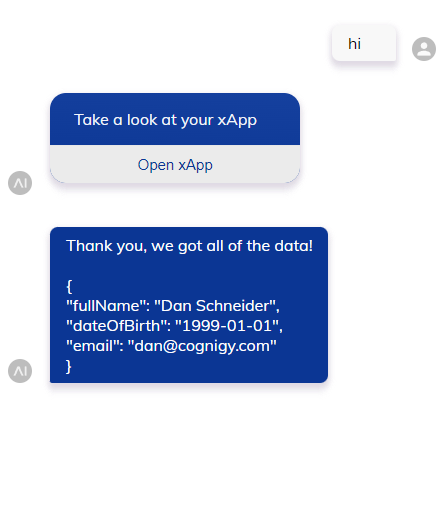 hi
Take a look at your xApp
Open xApp
AI
Thank you, we got all of the data!
{
"fullName": "Dan Schneider",
"dateOfBirth": "1999-01-01",
"email": "dan@cognigy.com"
}
AI